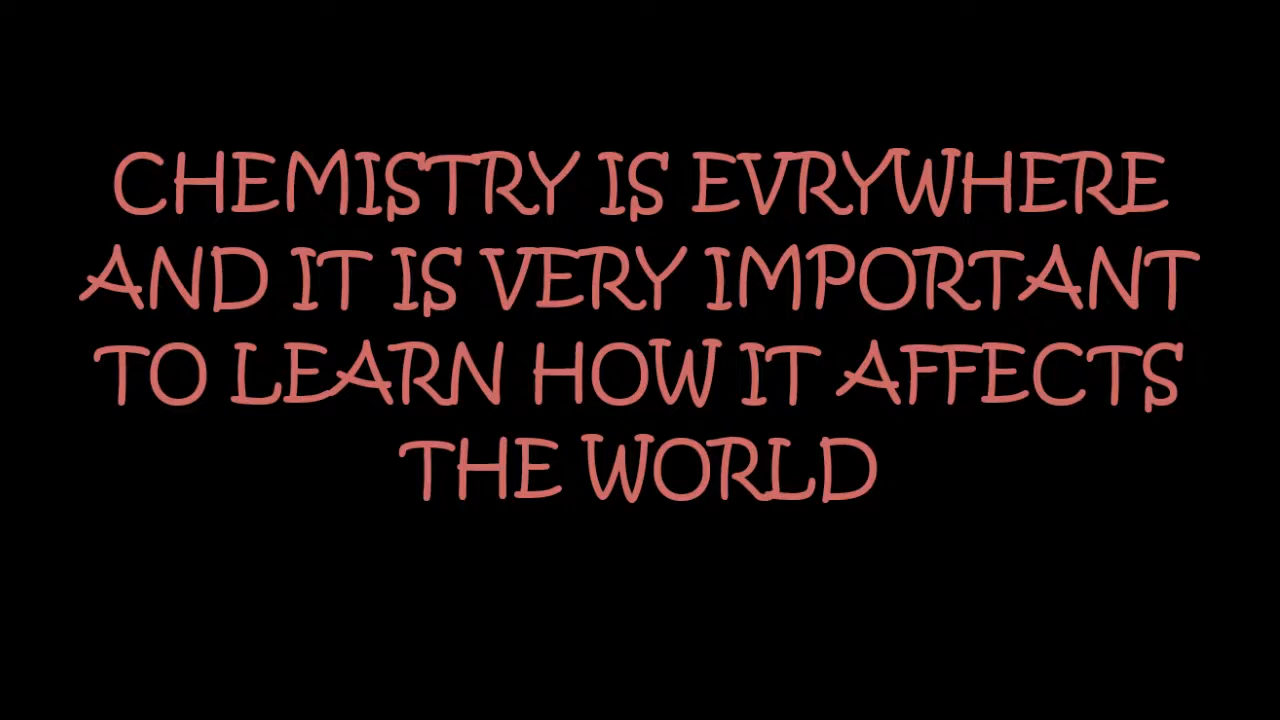 CHEMISTRY IS EVRYWHERE
AND IT IS VERY IMPORTANT
TO LEARN HOW IT AFFECTS
THE WORLD